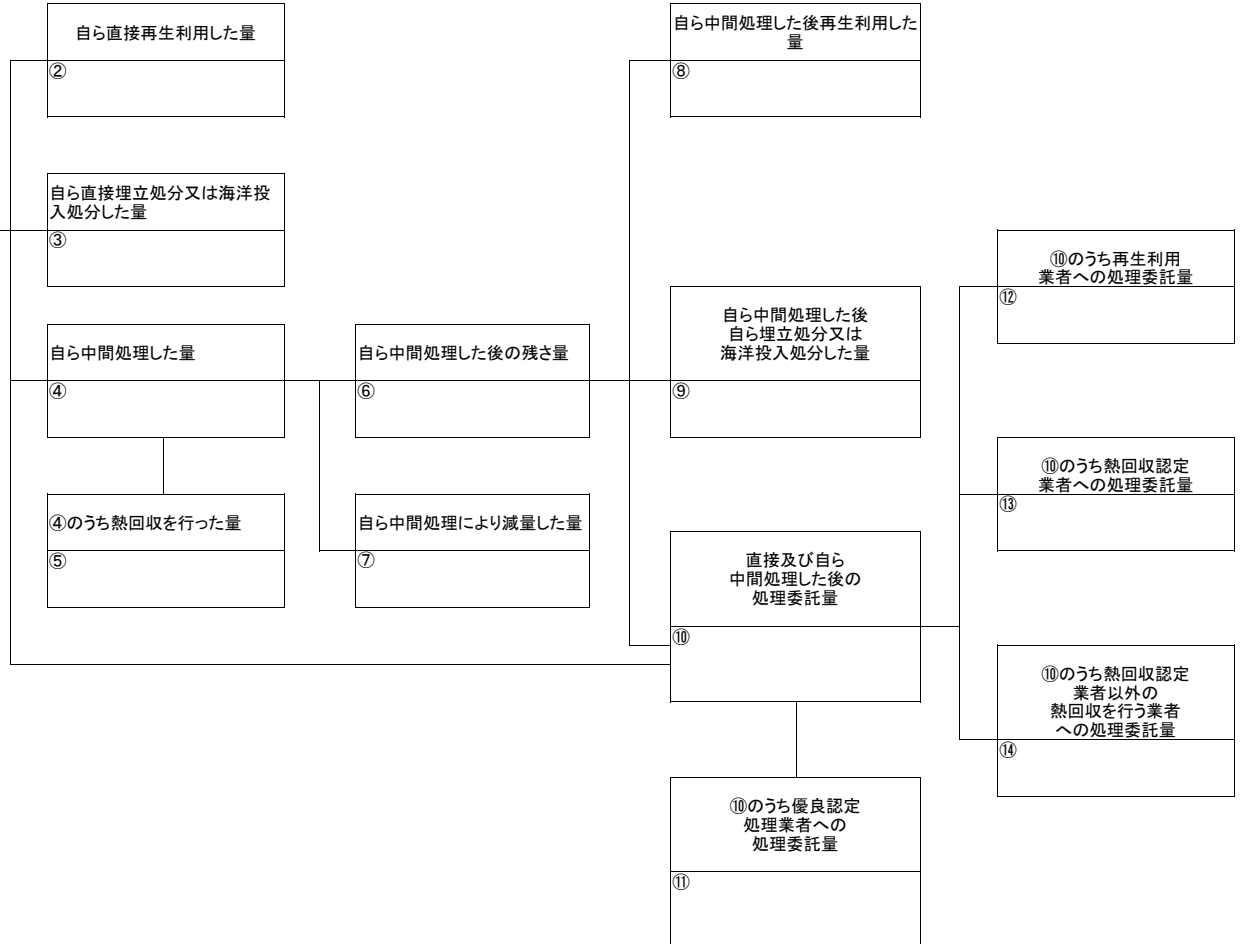 自ら直接再生利用した量
②
自ら中間処理した後再生利用した
量
⑧
自ら直接埋立処分又は海洋投
入処分した量
③
⑩のうち再生利用
業者への処理委託量
⑫
自ら中間処理した量
④
自ら中間処理した後の残さ量
⑥
自ら中間処理した後
自ら埋立処分又は
海洋投入処分した量
⑨
⑩のうち熱回収認定
業者への処理委託量
⑬
④のうち熱回収を行った量
⑤
自ら中間処理により減量した量
⑦
直接及び自ら
中間処理した後の
処理委託量
⑩
⑩のうち熱回収認定
業者以外の
熱回収を行う業者
への処理委託量
⑭
⑩のうち優良認定
処理業者への
処理委託量
⑪